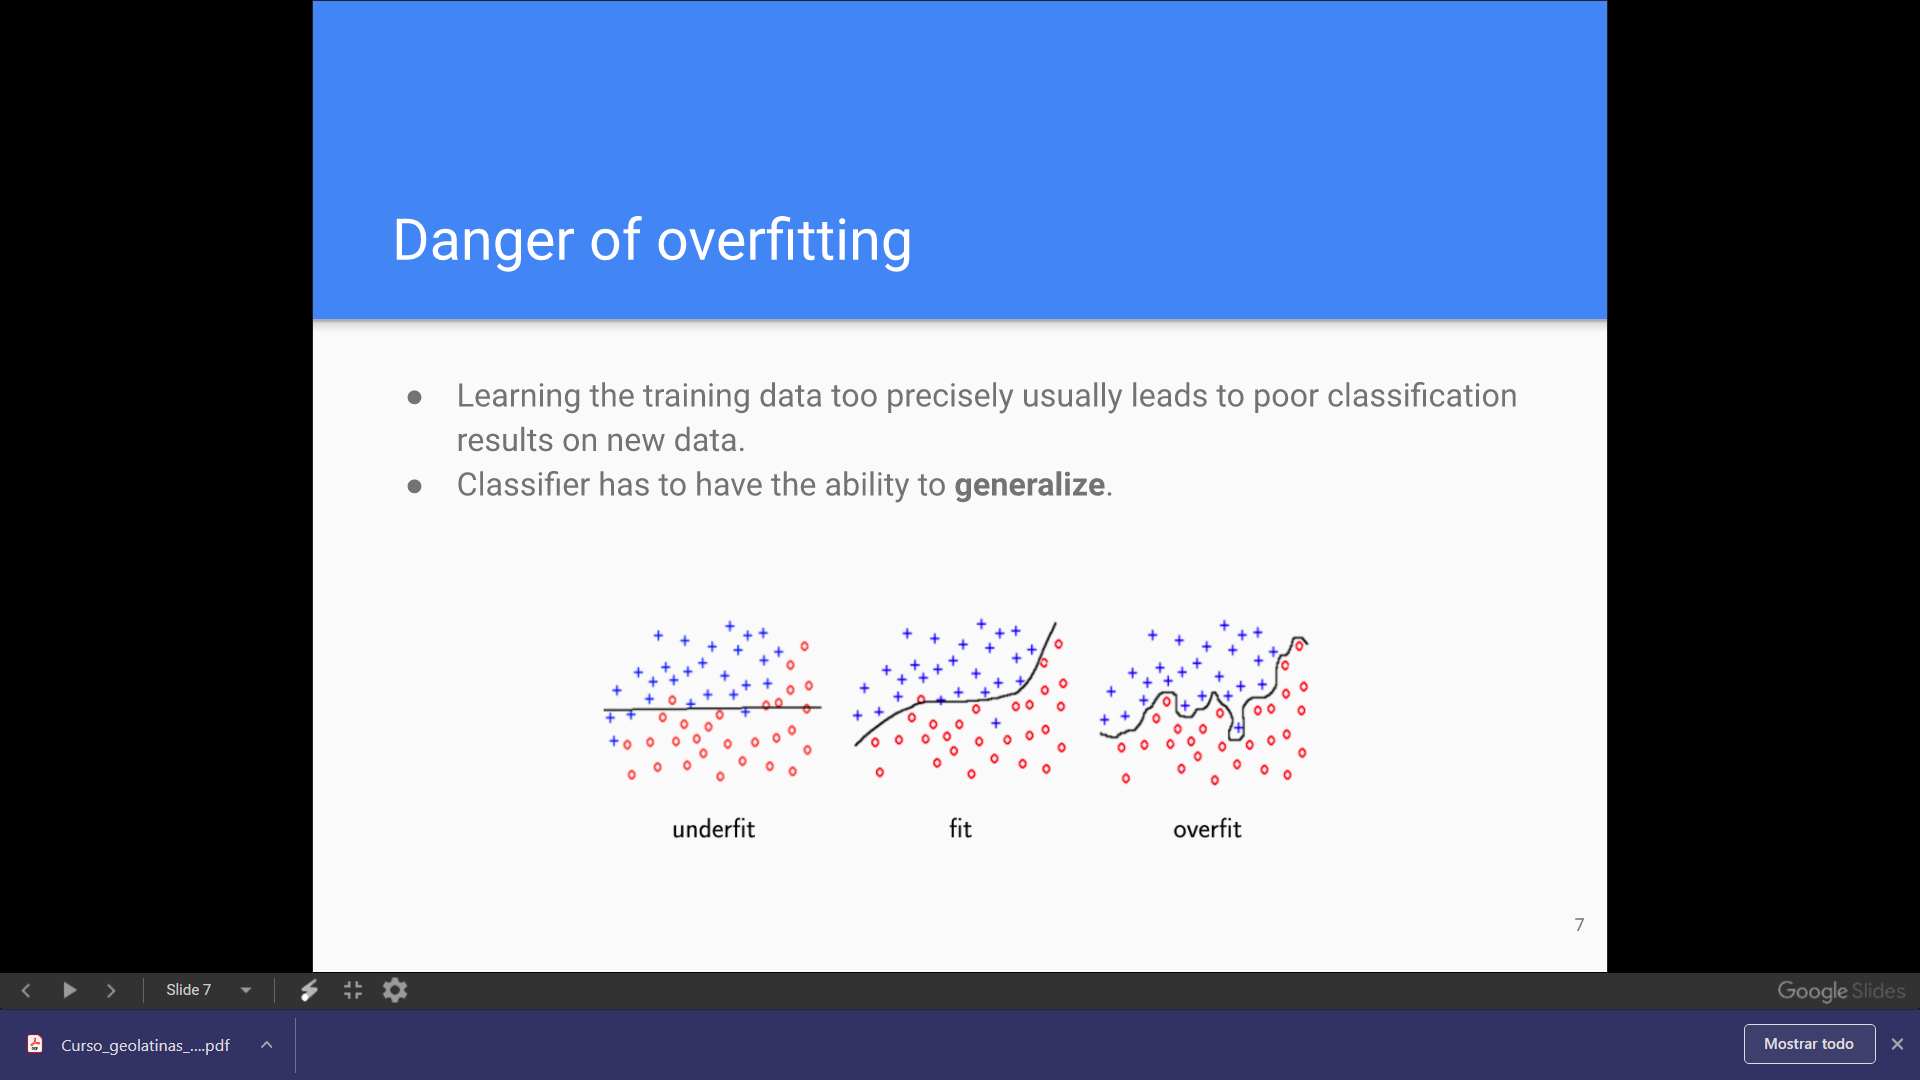 Danger of overfitting
● Learning the training data too precisely usually leads to poor classification
results on new data.
● Classifier has to have the ability to generalize.
underfit
fit
overfit
7
Slide 7
Google Slides
Curso_geolatinas_....pdf
Mostrar todo